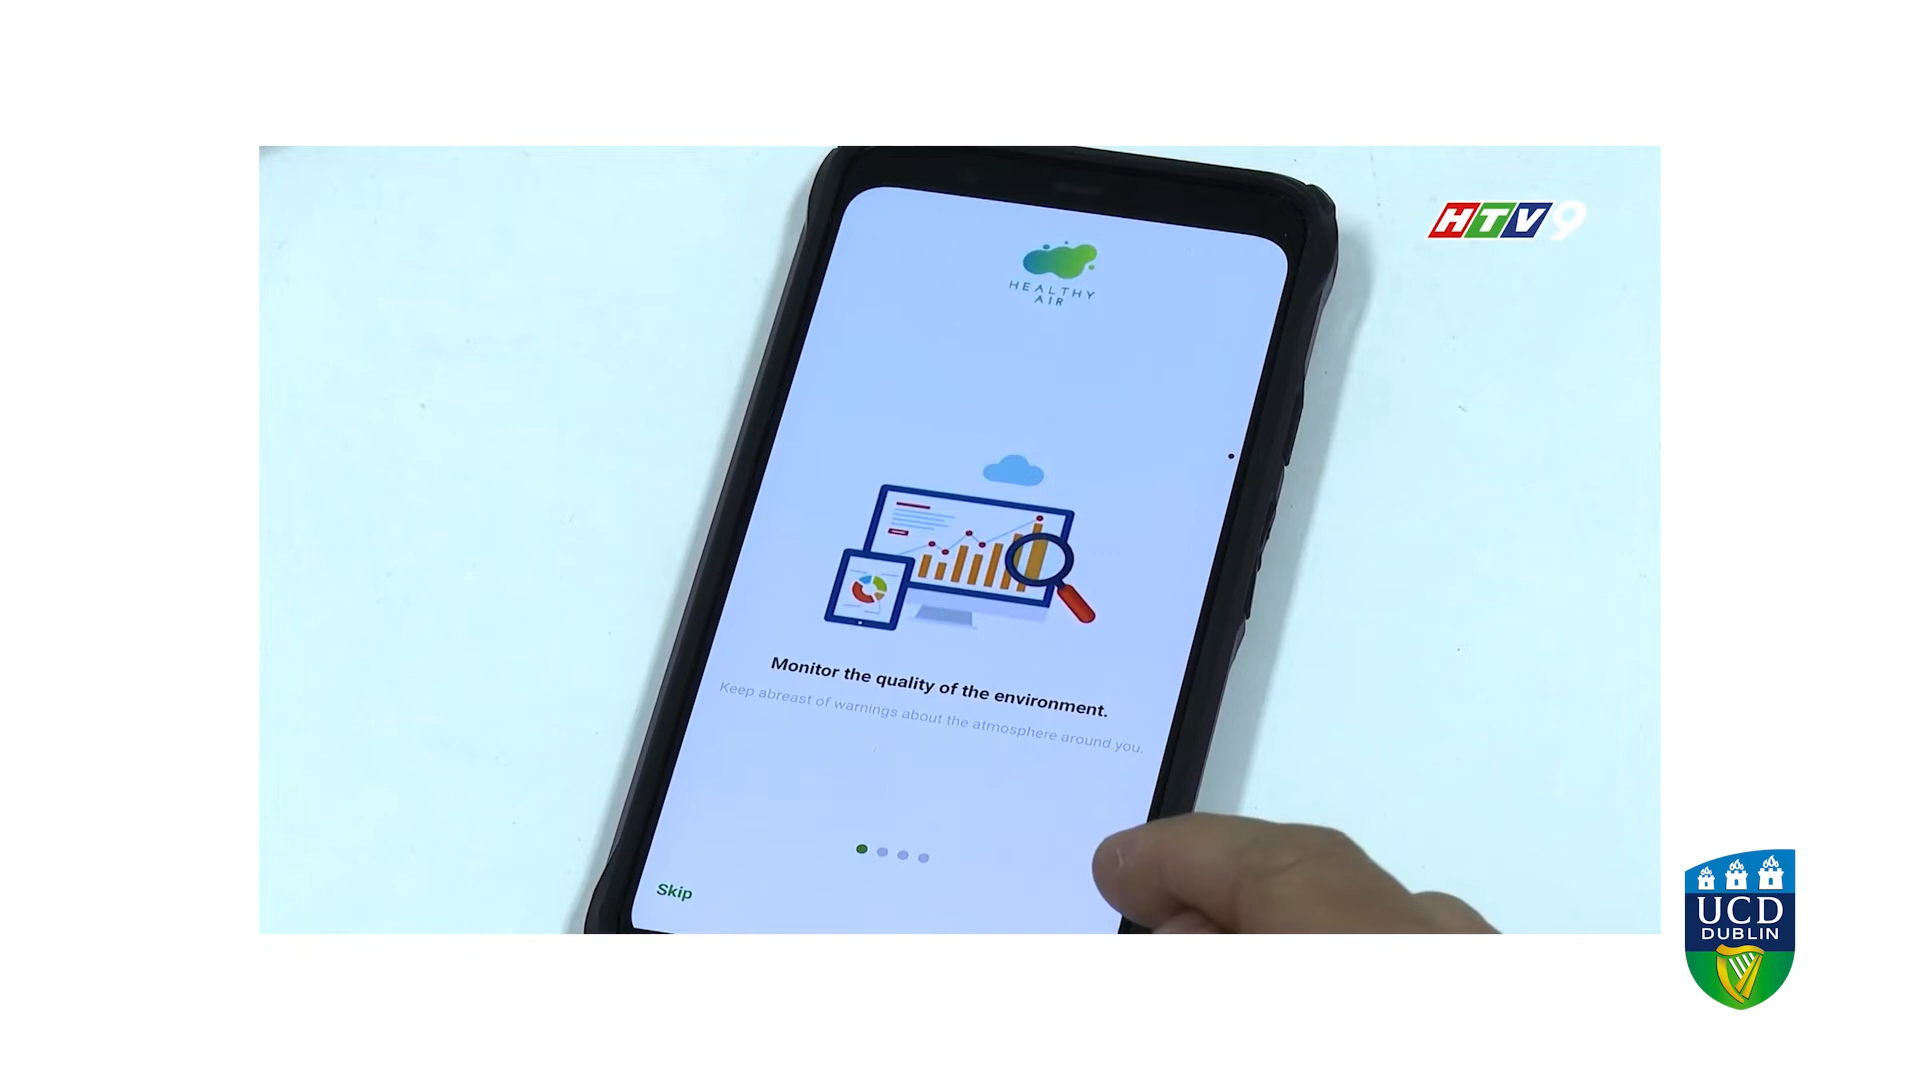 HTV9
HEALTHY
AIR
Monitor the quality of the environment.
Keep abreast of warnings about the atmosphere around you.
Skip
UCD
DUBLIN